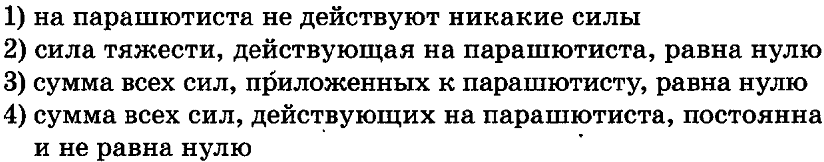 1) на парашютиста не действуют никакие силы
2) сила тяжести, действующая на парашютиста, равна нулю
3) сумма всех сил, приложенных к парашютисту, равна нулю
4) сумма всех сил, действующих на парашютиста, постоянна
и не равна нулю